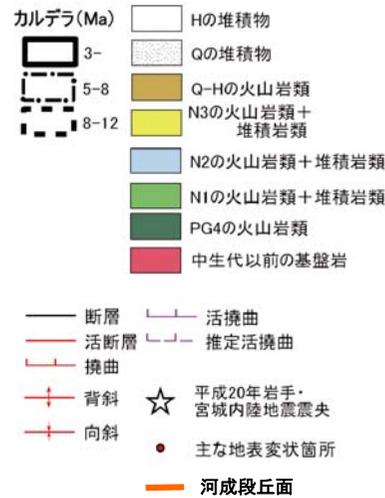 カルデラ(Ma)
3-
5-8
8-12
Hの堆積物
Qの堆積物
Q-Hの火山岩類
N3の火山岩類＋
堆積岩類
N2の火山岩類＋堆積岩類
N1の火山岩類＋堆積岩類
PG4の火山岩類
中生代以前の基盤岩
断層
活断層
撓曲
背斜
向斜
活撓曲
推定活撓曲
平成20年岩手・
宮城内陸地震震央
主な地表変状箇所
河成段丘面